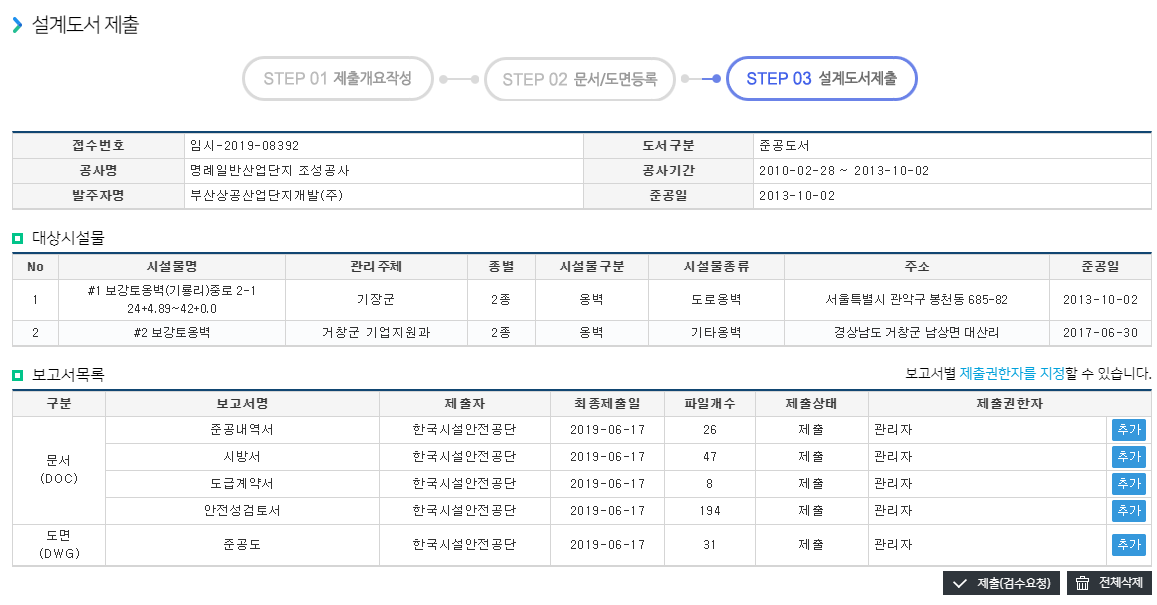 설계도서 제출
STEP 01 제출개요작성 STEP 02 문서/도면등록 STEP 03 설계도서제출
접수번호 임시-2019-08392 도서구분 준공도서
공사명 명례일반산업단지 조성공사 공사기간 2010-02-28 ~ 2013-10-02
발주자명 부산상공산업단지개발(주) 준공일 2013-10-02
대상시설물
No 시설물명 관리주체 종별 시설물구분 시설물종류 주소 준공일
1 #1 보강토옹벽(기룡리)중로 2-1 기장군 2종 옹벽 도로옹벽 서울특별시 관악구 봉천동 685-82 2013-10-02
24+4.89~42+0.0
2 #2 보강토옹벽 거창군 기업지원과 2종 옹벽 기타옹벽 경상남도 거창군 남상면 대산리 2017-06-30
보고서목록 보고서별 제출권한자를 지정할 수 있습니다.
구분 보고서명 제출자 최종제출일 파일개수 제출상태 제출권한자
문서 준공내역서 한국시설안전공단 2019-06-17 26 제출 관리자 추가
(DOC) 시방서 한국시설안전공단 2019-06-17 47 제출 관리자 추가
도급계약서 한국시설안전공단 2019-06-17 8 제출 관리자 추가
안전성검토서 한국시설안전공단 2019-06-17 194 제출 관리자 추가
도면 준공도 한국시설안전공단 2019-06-17 31 제출 관리자 추가
(DWG)
제출(검수요청) 전체삭제